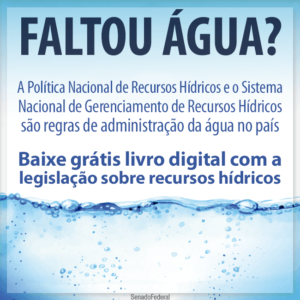 FALTOU ÁGUA?
A Política Nacional de Recursos Hídricos e o Sistema
Nacional de Gerenciamento de Recursos Hídricos
são regras de administração da água no país
Baixe grátis livro digital com a
legislação sobre recursos hídricos
SenadoFederal